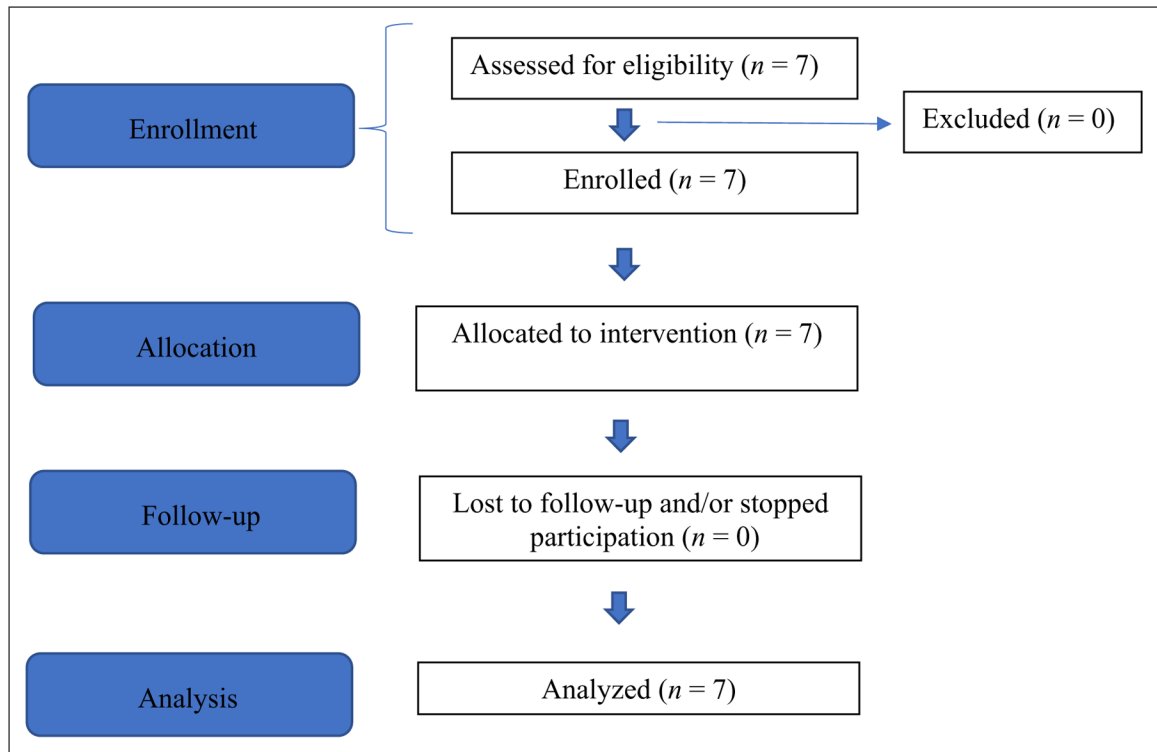 Assessed for eligibility (n = 7)
Enrollment
Excluded (n = 0)
Enrolled (n = 7)
Allocation
Allocated to intervention (n = 7)
Follow-up
Lost to follow-up and/or stopped
participation (n = 0)
Analysis
Analyzed (n = 7)